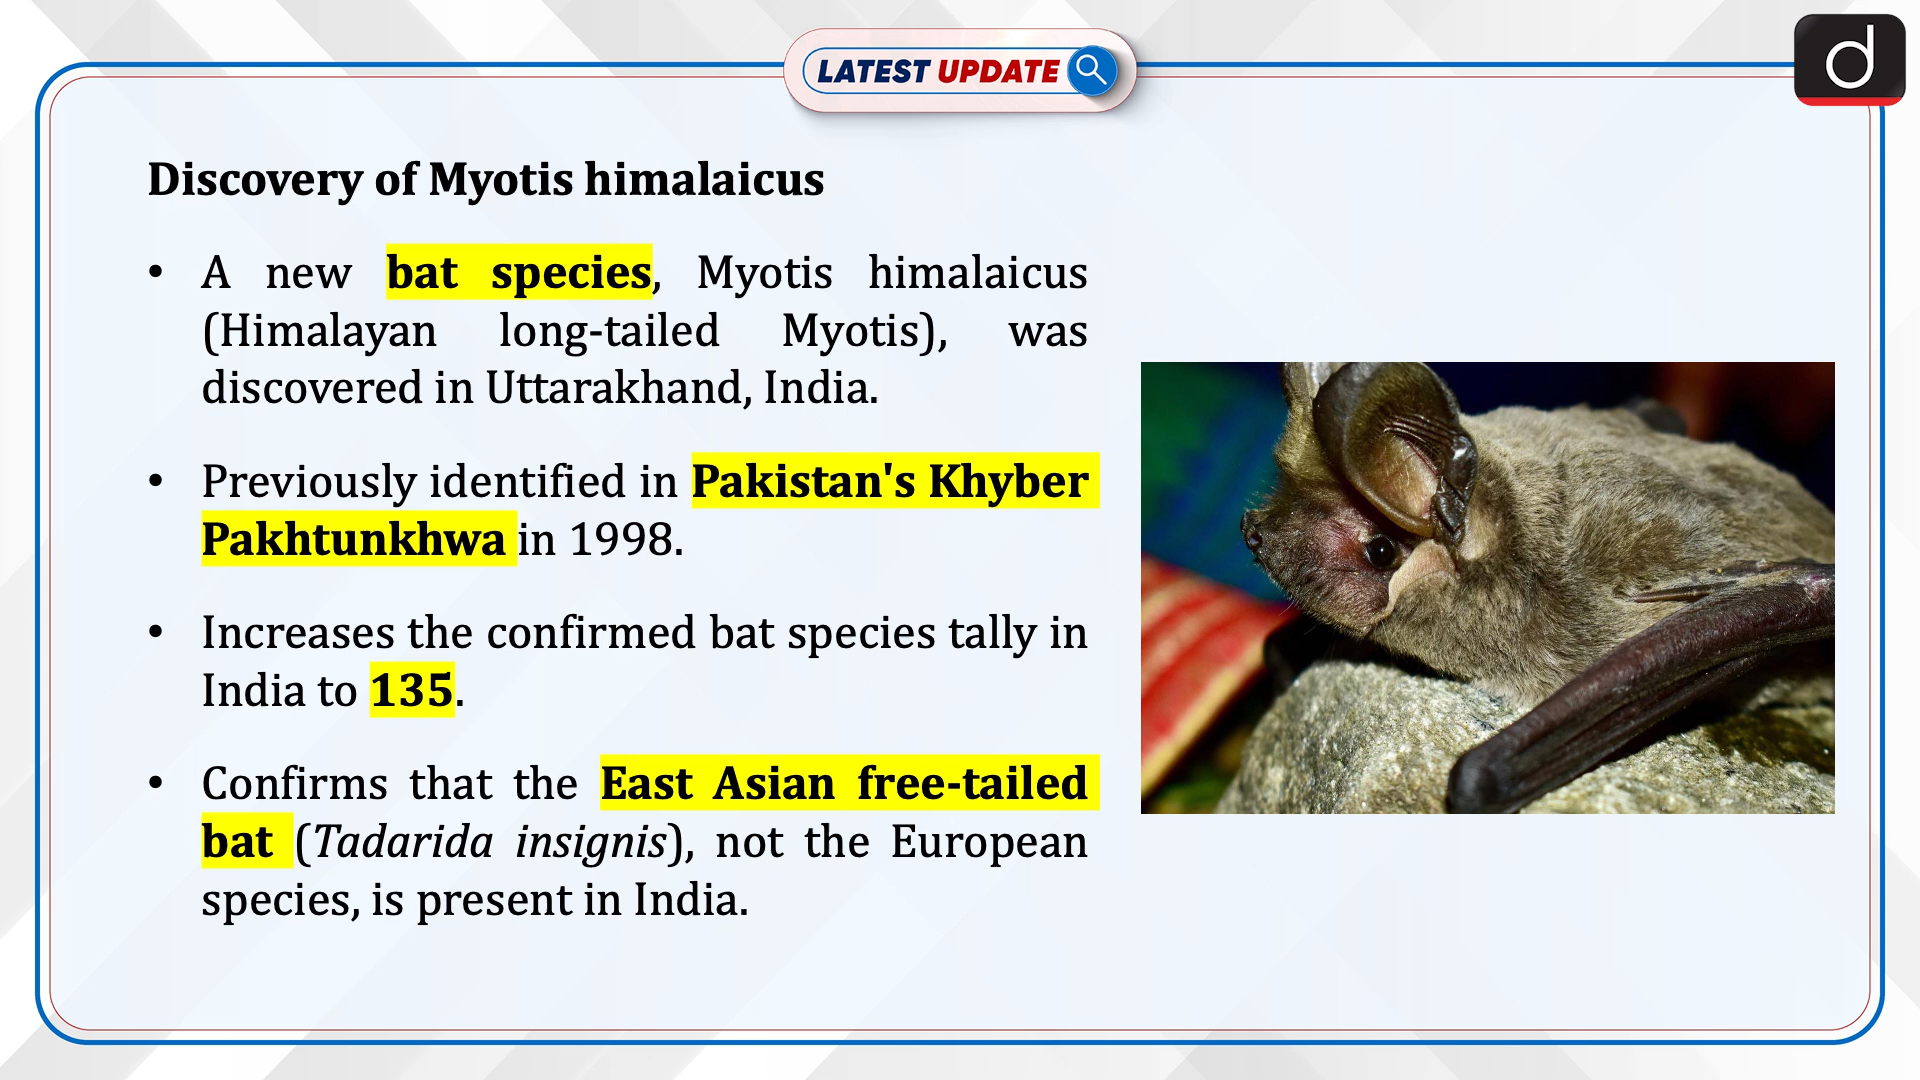 LATEST UPDATE
d
Discovery of Myotis himalaicus
• A new bat species, Myotis himalaicus
(Himalayan long-tailed Myotis), was
discovered in Uttarakhand, India.
• Previously identified in Pakistan's Khyber
Pakhtunkhwa in 1998.
• Increases the confirmed bat species tally in
India to 135.
• Confirms that the East Asian free-tailed
bat (Tadarida insignis), not the European
species, is present in India.